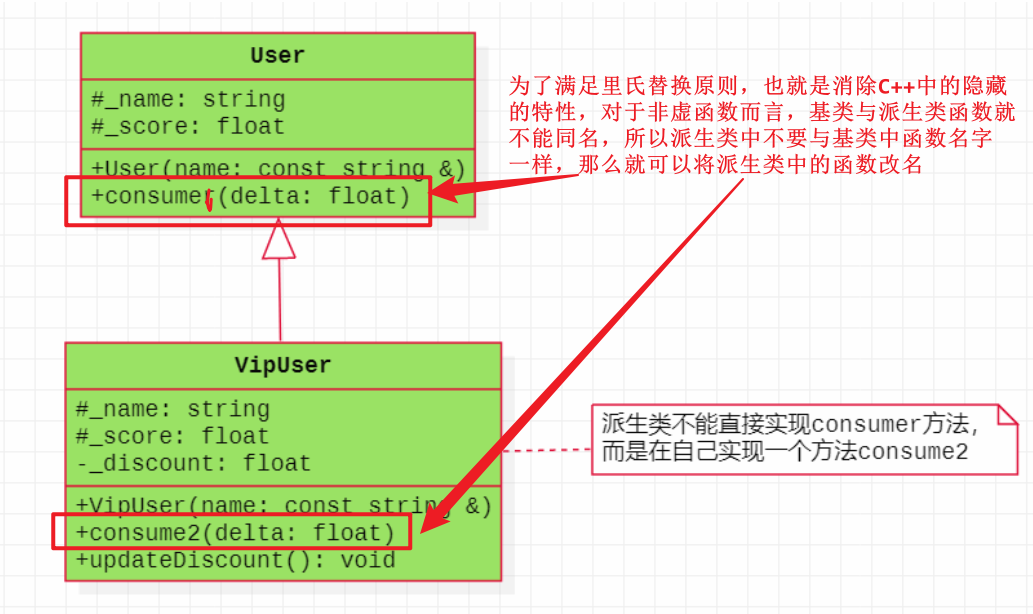 User
#_name: string
#_score: float
+User(name: const string &)
+consumer(delta: float)
为了满足里氏替换原则，也就是消除C++中的隐藏
的特性，对于非虚函数而言，基类与派生类函数就
不能同名，所以派生类中不要与基类中函数名字
一样，那么就可以将派生类中的函数改名
VipUser
#_name: string
#_score: float
-_discount: float
+VipUser(name: const string &)
+consume2(delta: float)
+updateDiscount(): void
派生类不能直接实现consumer方法,
而是在自己实现一个方法consume2